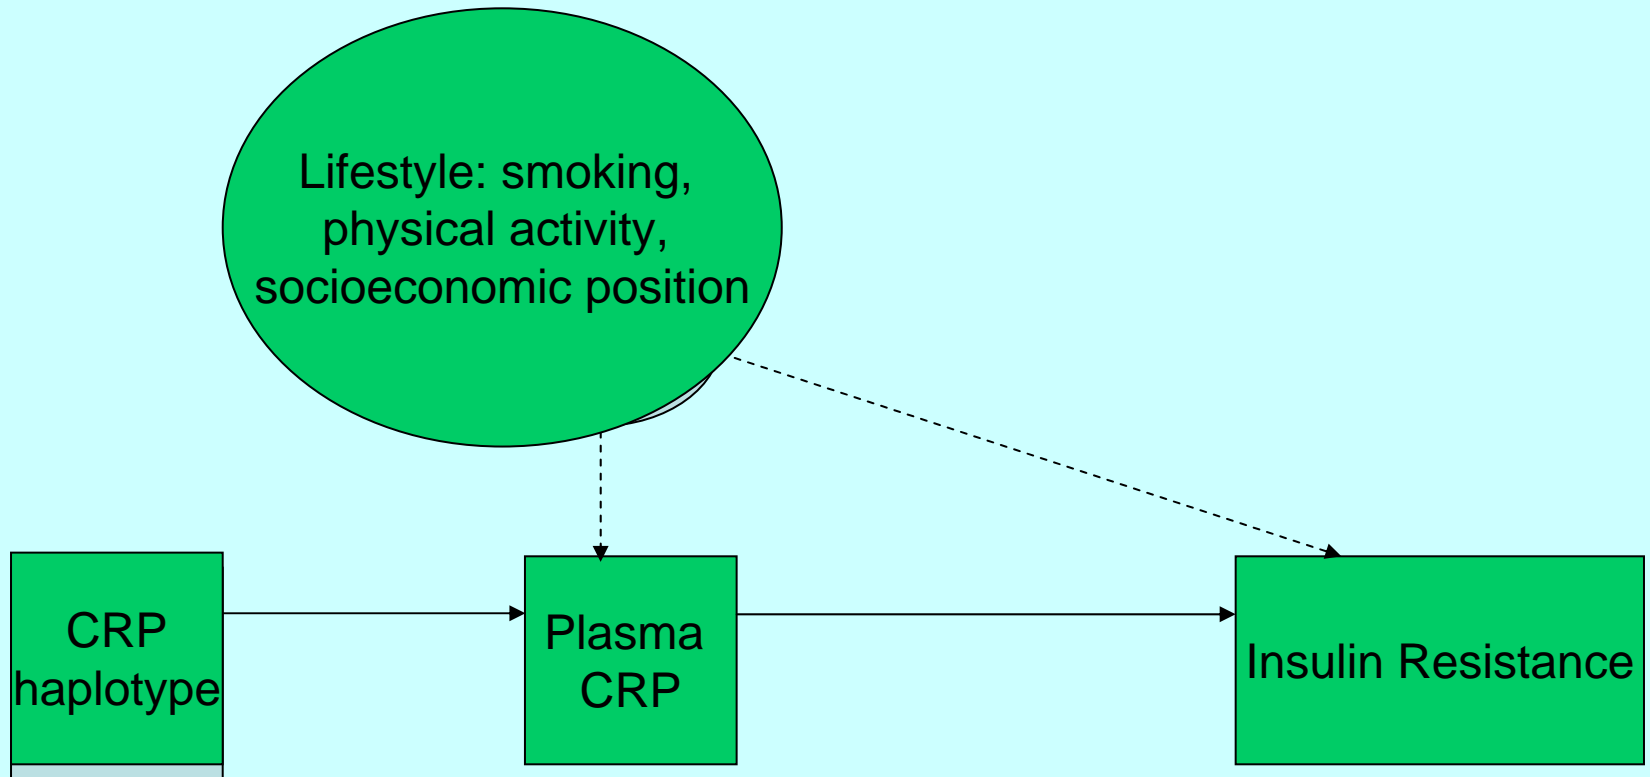 Lifestyle: smoking,
physical activity,
socioeconomic position
CRP
haplotype
Plasma
CRP
Insulin Resistance